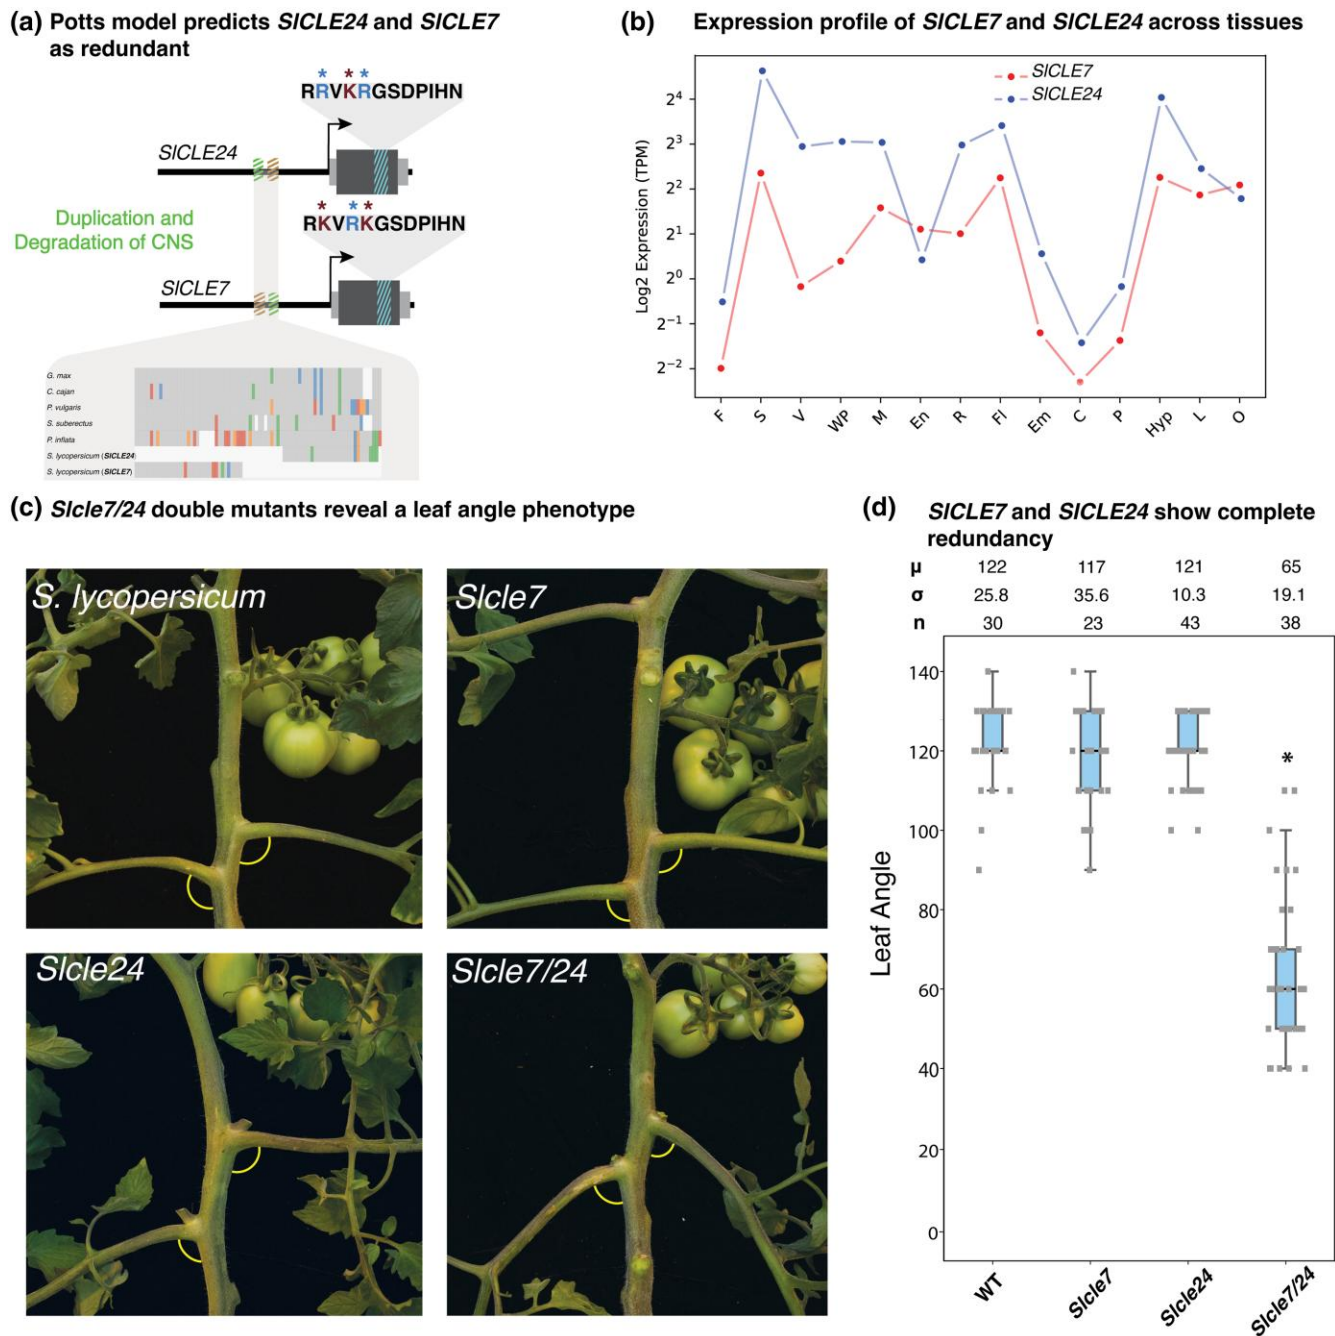 (a) Potts model predicts SlCLE24 and SlCLE7
as redundant
* * *
RRVKRGSDPIHN
SlCLE24
* * *
RKVRKGSDPIHN
Duplication and
Degradation of CNS
SlCLE7
G. max
C. cajan
P. vulgaris
S. suberectus
P. inflata
S. lycopersicum (SlCLE24)
S. lycopersicum (SlCLE7)
(b) Expression profile of SlCLE7 and SlCLE24 across tissues
SlCLE7
SlCLE24
Log2 Expression (TPM)
2^4
2^3
2^2
2^1
2^0
2^−1
2^−2
F S V WP M En R Fl Em C P Hyp L O
(c) Slcle7/24 double mutants reveal a leaf angle phenotype
S. lycopersicum
Slcle7
Slcle24
Slcle7/24
(d) SlCLE7 and SlCLE24 show complete
redundancy
μ 122 117 121 65
σ 25.8 35.6 10.3 19.1
n 30 23 43 38
Leaf Angle
140
120
100
80
60
40
20
0
*
WT Slcle7 Slcle24 Slcle7/24